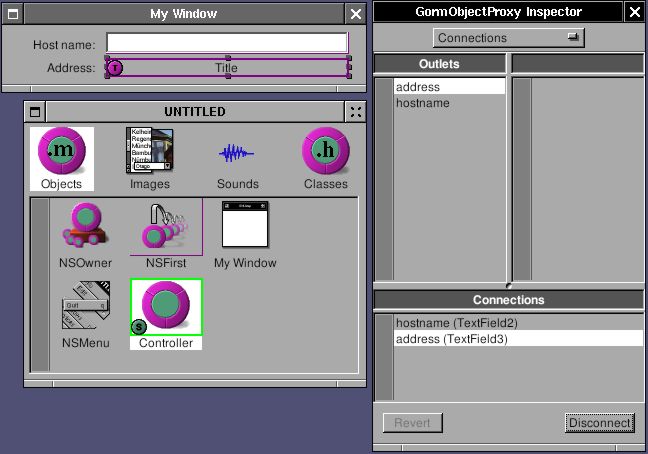 My Window
Host name:
Address:
T
Title
UNTITLED
.m
Objects
Images
Sounds
.h
Classes
NSOwner
NSFirst
My Window
Quit q
NSMenu
S
Controller
GormObjectProxy Inspector
Connections
Outlets
address
hostname
Connections
hostname (TextField2)
address (TextField3)
Revert
Disconnect